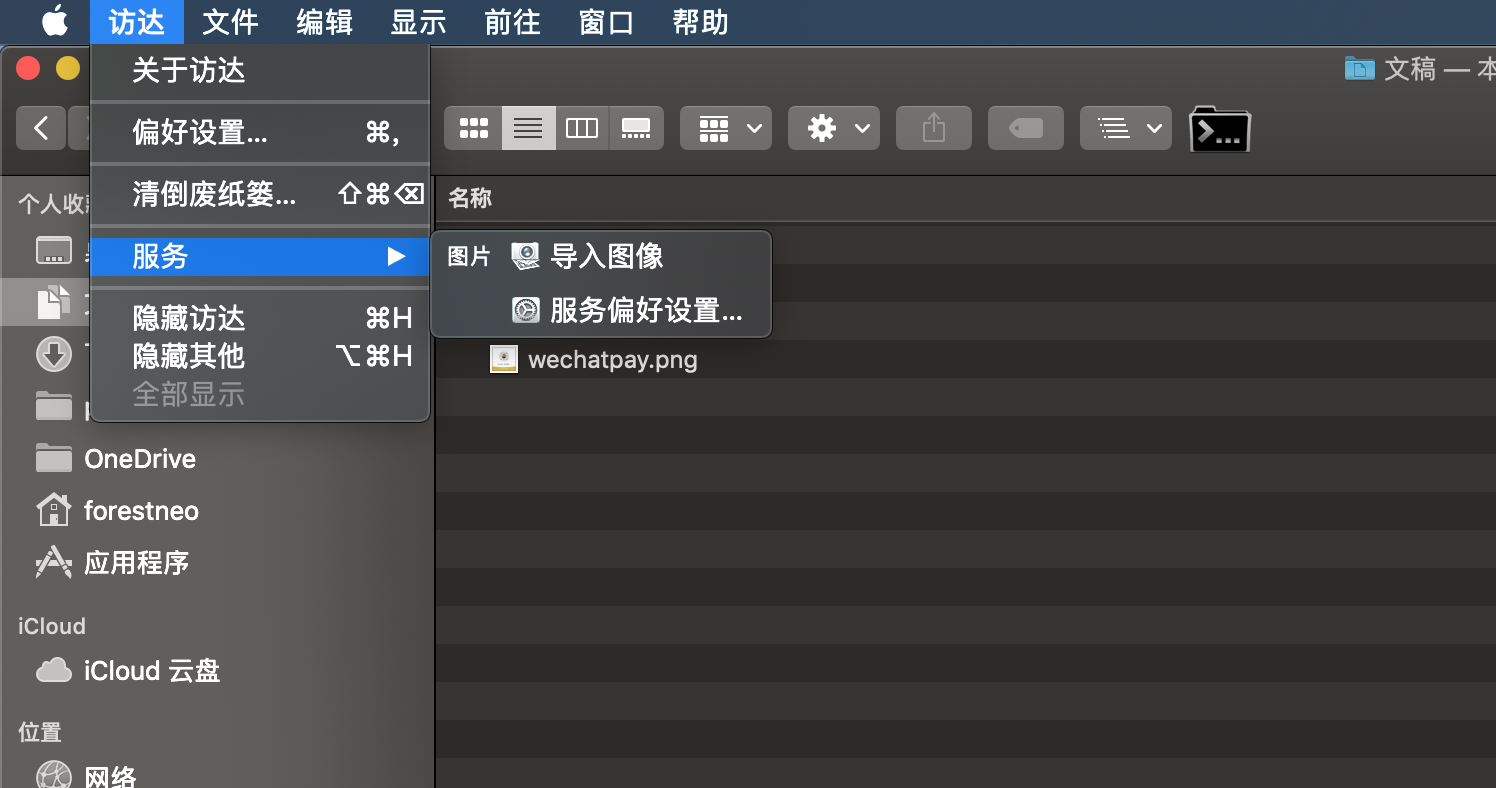 访达 文件 编辑 显示 前往 窗口 帮助
关于访达
偏好设置… ⌘,
清倒废纸篓… ⇧⌘⌫
服务 ▶
隐藏访达 ⌘H
隐藏其他 ⌥⌘H
全部显示
图片 导入图像
服务偏好设置…
文稿 — 本
名称
wechatpay.png
个人收
OneDrive
forestneo
应用程序
iCloud
iCloud 云盘
位置
网络